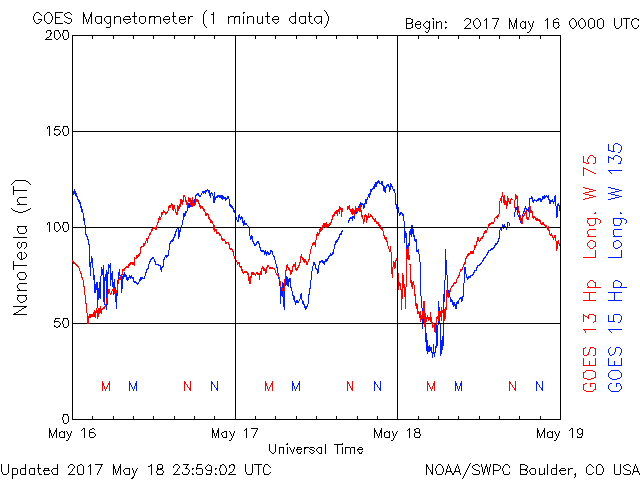 GOES Magnetometer (1 minute data)
Begin: 2017 May 16 0000 UTC
200
150
100
50
0
NanoTesla (nT)
M M N N M M N N M M N N
May 16 May 17 May 18 May 19
Universal Time
GOES 13 Hp Long. W 75
GOES 15 Hp Long. W 135
Updated 2017 May 18 23:59:02 UTC
NOAA/SWPC Boulder, CO USA